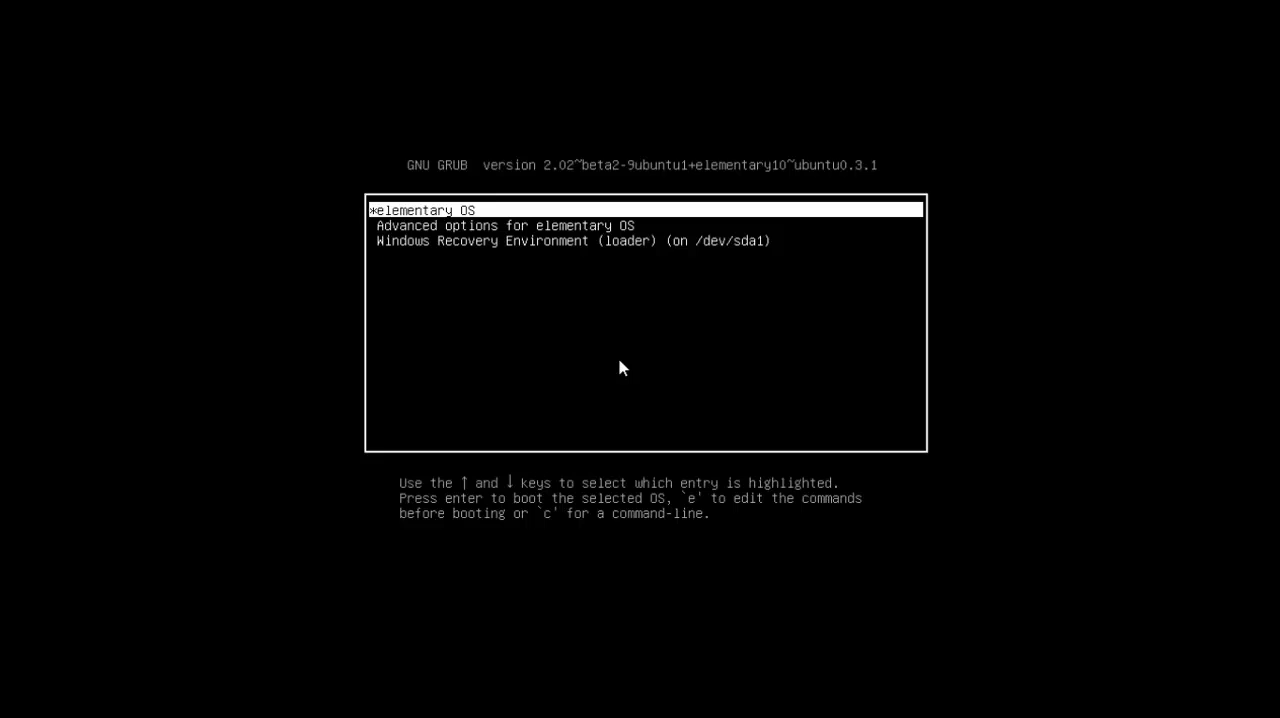 GNU GRUB  version 2.02~beta2-9ubuntu1+elementary10~ubuntu0.3.1
*elementary OS
Advanced options for elementary OS
Windows Recovery Environment (loader) (on /dev/sda1)
Use the ↑ and ↓ keys to select which entry is highlighted.
Press enter to boot the selected OS, `e' to edit the commands
before booting or `c' for a command-line.